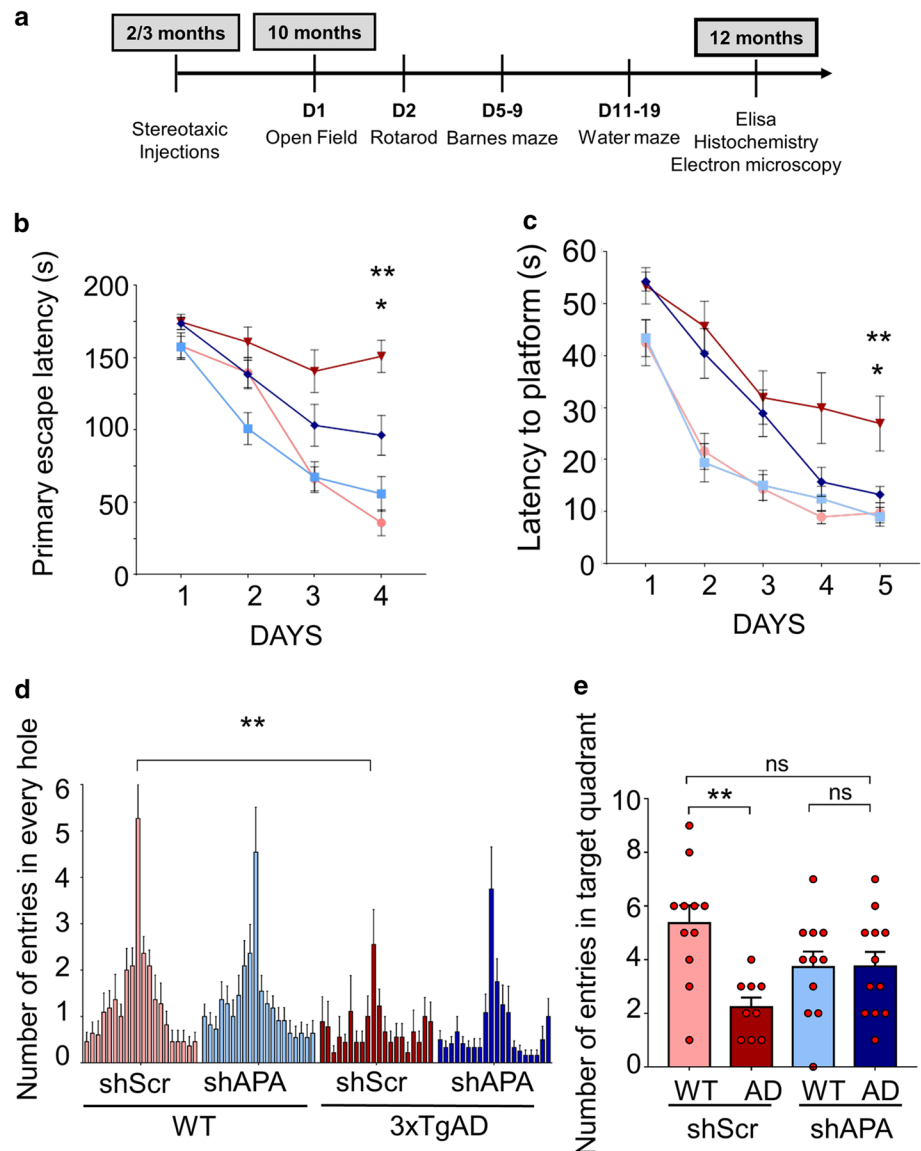 a
2/3 months
10 months
12 months
D1
D2
D5-9
D11-19
Stereotaxic
Injections
Open Field
Rotarod
Barnes maze
Water maze
Elisa
Histochemistry
Electron microscopy
b
Primary escape latency (s)
200
150
100
50
0
**
*
1 2 3 4
DAYS
c
Latency to platform (s)
60
50
40
30
20
10
0
**
*
1 2 3 4 5
DAYS
d
Number of entries in every hole
6
5
4
3
2
1
0
**
shScr shAPA shScr shAPA
WT 3xTgAD
e
Number of entries in target quadrant
10
8
6
4
2
0
ns
** ns
WT AD WT AD
shScr shAPA